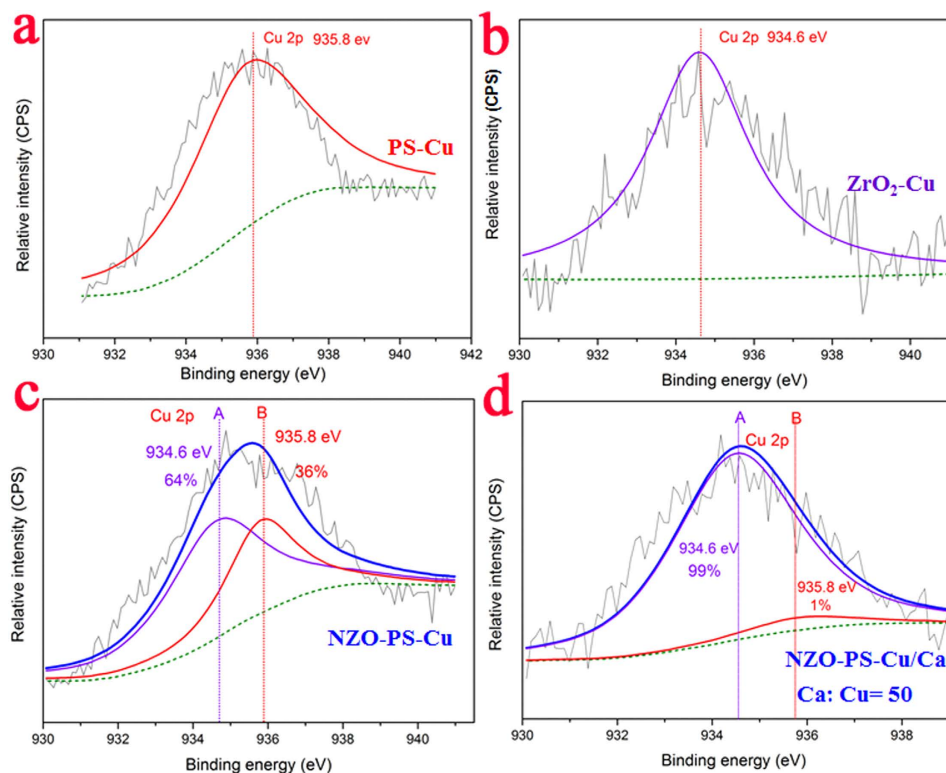 a
Cu 2p 935.8 ev
PS-Cu
Relative intensity (CPS)
930 932 934 936 938 940 942
Binding energy (eV)
b
Cu 2p 934.6 eV
ZrO₂-Cu
Relative intensity (CPS)
930 932 934 936 938 940
Binding energy (eV)
c
Cu 2p A B
934.6 eV
64%
935.8 eV
36%
NZO-PS-Cu
Relative intensity (CPS)
930 932 934 936 938 940
Binding energy (eV)
d
A B
Cu 2p
934.6 eV
99%
935.8 eV
1%
NZO-PS-Cu/Ca
Ca: Cu= 50
Relative intensity (CPS)
930 932 934 936 938
Binding energy (eV)